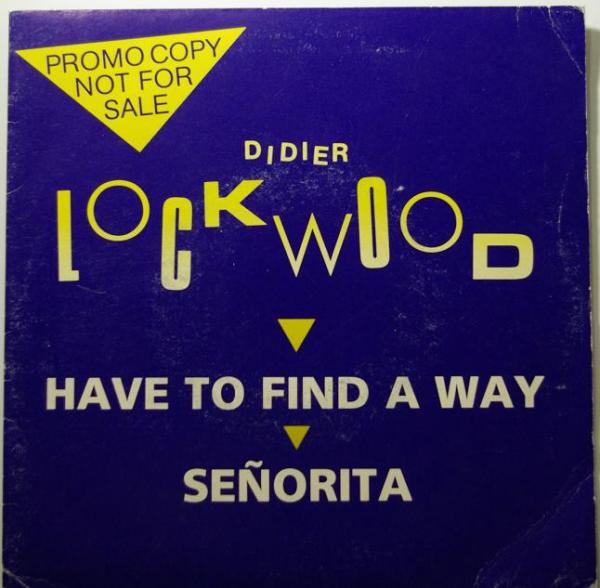 PROMO COPY
NOT FOR
SALE
DIDIER
LOCKWOOD
HAVE TO FIND A WAY
SEÑORITA